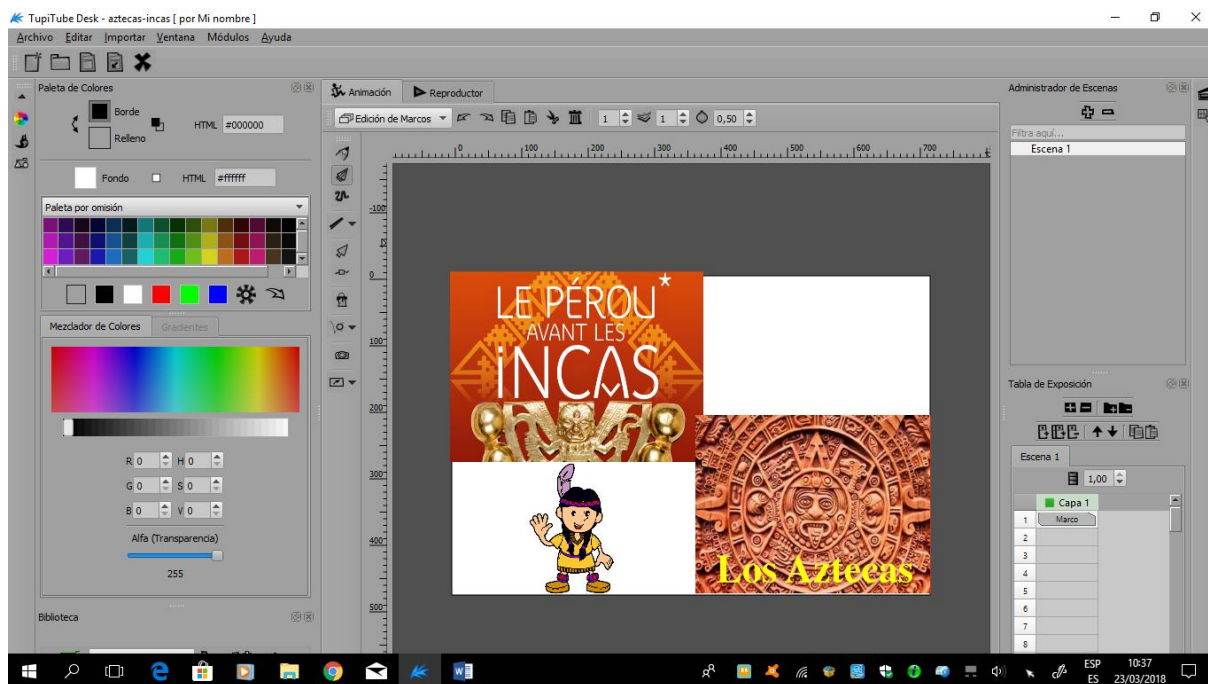 TupiTube Desk - aztecas-incas [ por Mi nombre ]
Archivo Editar Importar Ventana Módulos Ayuda
Paleta de Colores
Borde
Relleno
HTML #000000
Fondo
HTML #ffffff
Paleta por omisión
Mezclador de Colores
Gradientes
R 0 H 0
G 0 S 0
B 0 V 0
Alfa (Transparencia)
255
Biblioteca
Animación
Reproductor
Edición de Marcos
1
1
0,50
0 100 200 300 400 500 600 700
-100
0
100
200
300
400
500
LE PÉROU*
AVANT LES
iNCAS
Los Aztecas
Administrador de Escenas
Filtra aquí...
Escena 1
Tabla de Exposición
Escena 1
1,00
Capa 1
1 Marco
2
3
4
5
6
7
8
ESP
ES
10:37
23/03/2018